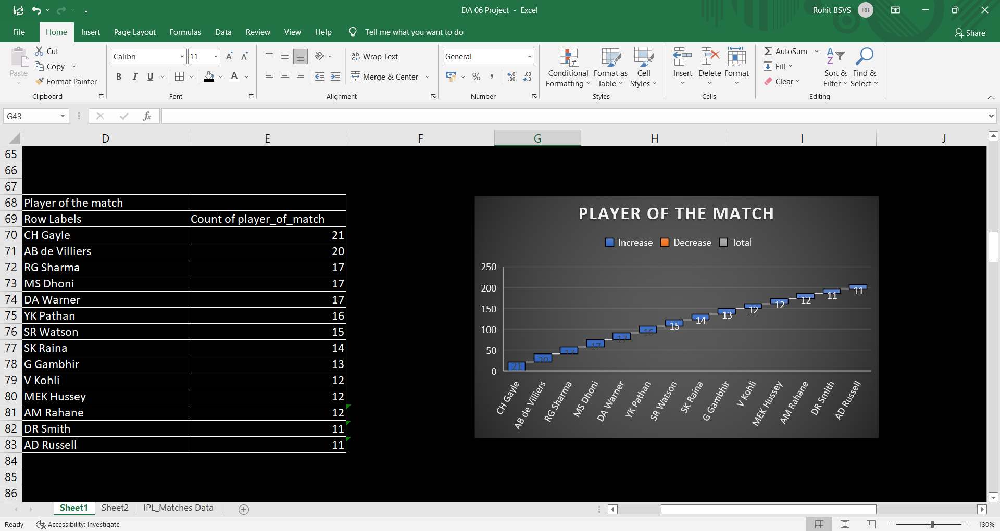 DA 06 Project - Excel
Rohit BSVS RB
File Home Insert Page Layout Formulas Data Review View Help Tell me what you want to do Share
Paste
Cut
Copy
Format Painter
Clipboard
Calibri 11 A A
B I U A
Font
ab Wrap Text
Merge & Center
Alignment
General
% , .00 .00
Number
Conditional Formatting
Format as Table
Cell Styles
Styles
Insert Delete Format
Cells
AutoSum
Fill
Clear
Sort & Filter
Find & Select
Editing
G43 fx
D E F G H I J
65
66
67
68 Player of the match
69 Row Labels Count of player_of_match
70 CH Gayle 21
71 AB de Villiers 20
72 RG Sharma 17
73 MS Dhoni 17
74 DA Warner 17
75 YK Pathan 16
76 SR Watson 15
77 SK Raina 14
78 G Gambhir 13
79 V Kohli 12
80 MEK Hussey 12
81 AM Rahane 12
82 DR Smith 11
83 AD Russell 11
84
85
86
PLAYER OF THE MATCH
Increase Decrease Total
250
200
150
100
50
0
21 20 17 17 17 16 15 14 13 12 12 12 11 11
CH Gayle
AB de Villiers
RG Sharma
MS Dhoni
DA Warner
YK Pathan
SR Watson
SK Raina
G Gambhir
V Kohli
MEK Hussey
AM Rahane
DR Smith
AD Russell
Sheet1 Sheet2 IPL_Matches Data
Ready Accessibility: Investigate 130%